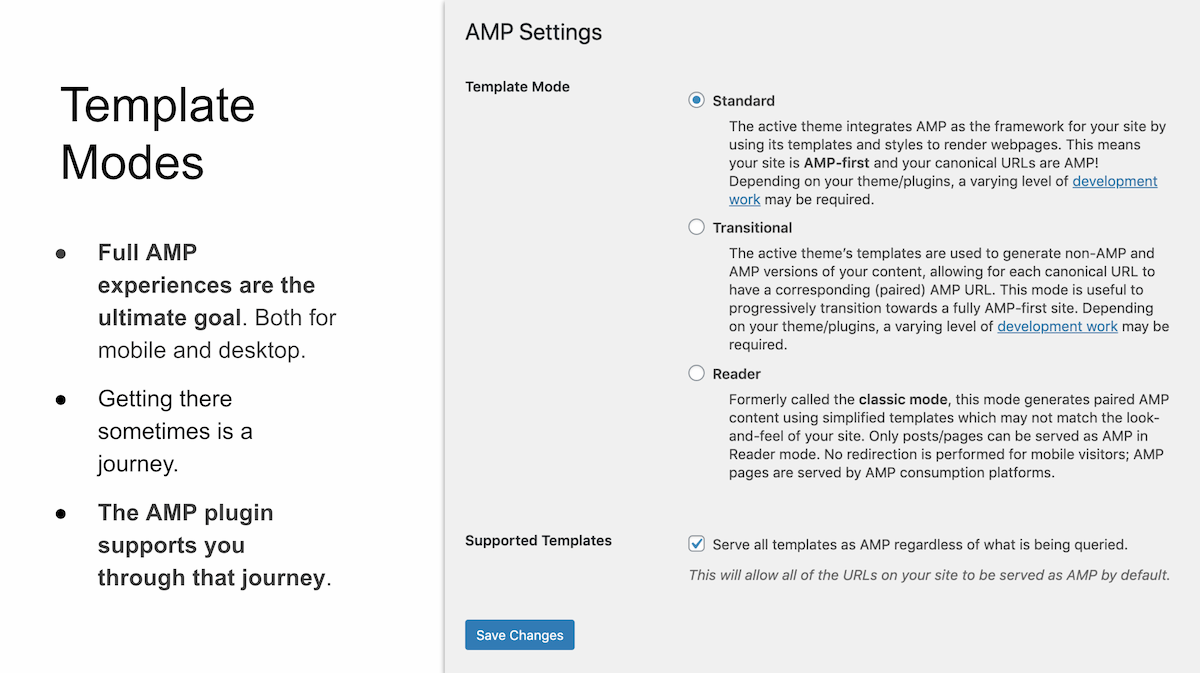 Template
Modes
● Full AMP
experiences are the
ultimate goal. Both for
mobile and desktop.
● Getting there
sometimes is a
journey.
● The AMP plugin
supports you
through that journey.
AMP Settings
Template Mode
Standard
The active theme integrates AMP as the framework for your site by
using its templates and styles to render webpages. This means
your site is AMP-first and your canonical URLs are AMP!
Depending on your theme/plugins, a varying level of development
work may be required.
Transitional
The active theme’s templates are used to generate non-AMP and
AMP versions of your content, allowing for each canonical URL to
have a corresponding (paired) AMP URL. This mode is useful to
progressively transition towards a fully AMP-first site. Depending
on your theme/plugins, a varying level of development work may be
required.
Reader
Formerly called the classic mode, this mode generates paired AMP
content using simplified templates which may not match the look-
and-feel of your site. Only posts/pages can be served as AMP in
Reader mode. No redirection is performed for mobile visitors; AMP
pages are served by AMP consumption platforms.
Supported Templates
Serve all templates as AMP regardless of what is being queried.
This will allow all of the URLs on your site to be served as AMP by default.
Save Changes